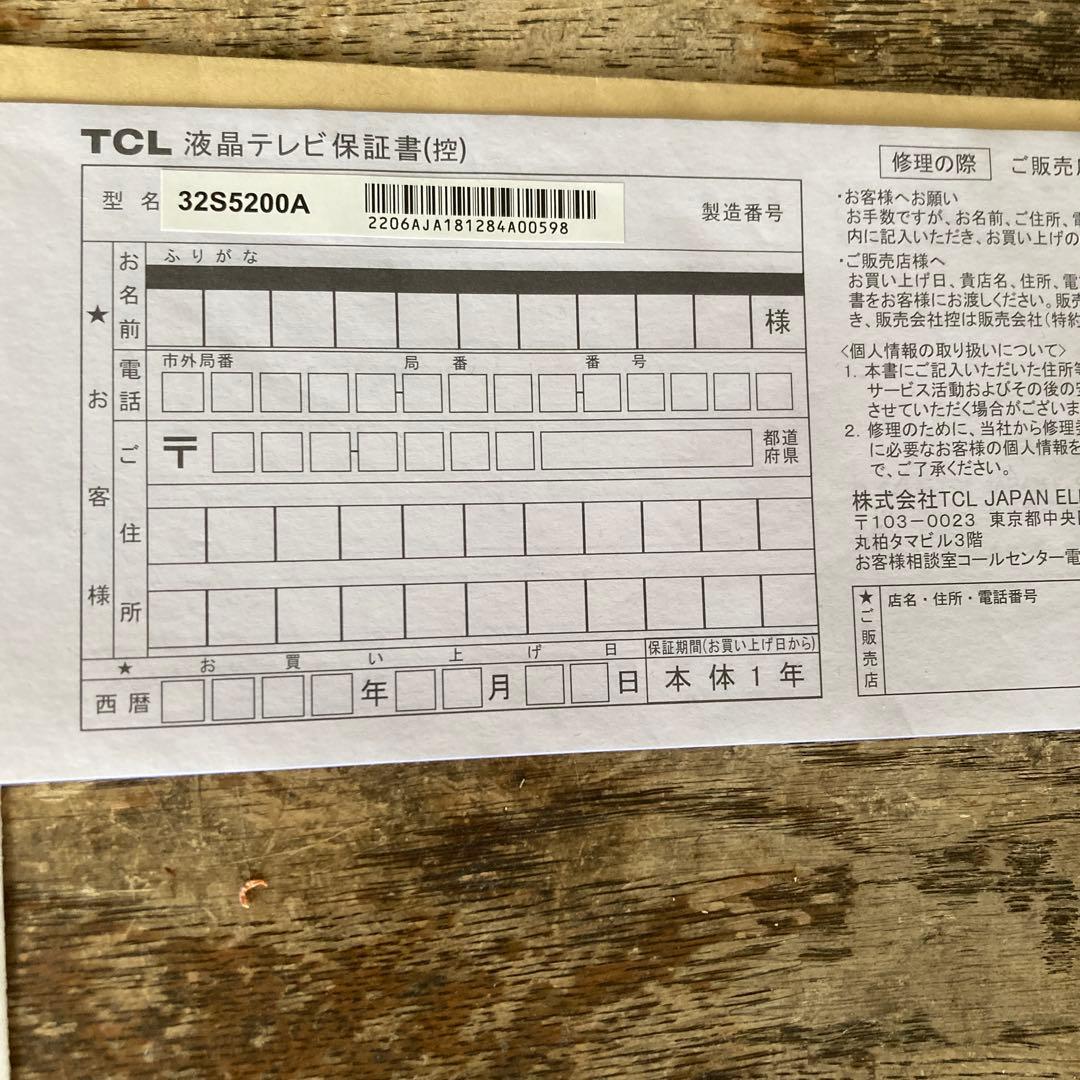 TCL 液晶テレビ保証書(控)
型名 32S5200A
2206AJA181284A00598
製造番号
★お客様
お名前
ふりがな
様
電話
市外局番 局番 番号
ご住所
〒
都道府県
★お買い上げ日
西暦 年 月 日
保証期間(お買い上げ日から)
本体1年
修理の際 ご販売
・お客様へお願い
お手数ですが、お名前、ご住所、
内に記入いただき、お買い上げの
・ご販売店様へ
お買い上げ日、貴店名、住所、電
書をお客様にお渡しください。販売
き、販売会社控は販売会社(特約
〈個人情報の取り扱いについて〉
1. 本書にご記入いただいた住所等
サービス活動およびその後の安
させていただく場合がございま
2. 修理のために、当社から修理
に必要なお客様の個人情報を
で、ご了承ください。
株式会社TCL JAPAN EL
〒103-0023 東京都中央
丸柏タマビル3階
お客様相談室コールセンター電
★ご販売店
店名・住所・電話番号